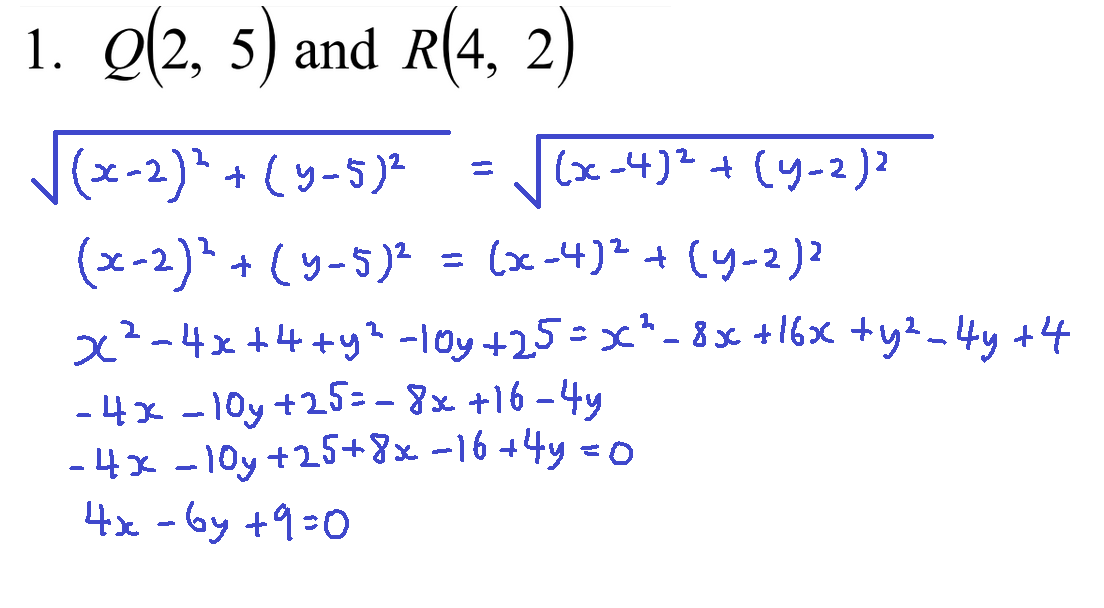 1. Q(2, 5) and R(4, 2)
√((x-2)² + (y-5)²) = √((x-4)² + (y-2)²)
(x-2)² + (y-5)² = (x-4)² + (y-2)²
x² - 4x + 4 + y² - 10y + 25 = x² - 8x + 16x + y² - 4y + 4
-4x - 10y + 25 = -8x + 16 - 4y
-4x - 10y + 25 + 8x - 16 + 4y = 0
4x - 6y + 9 = 0